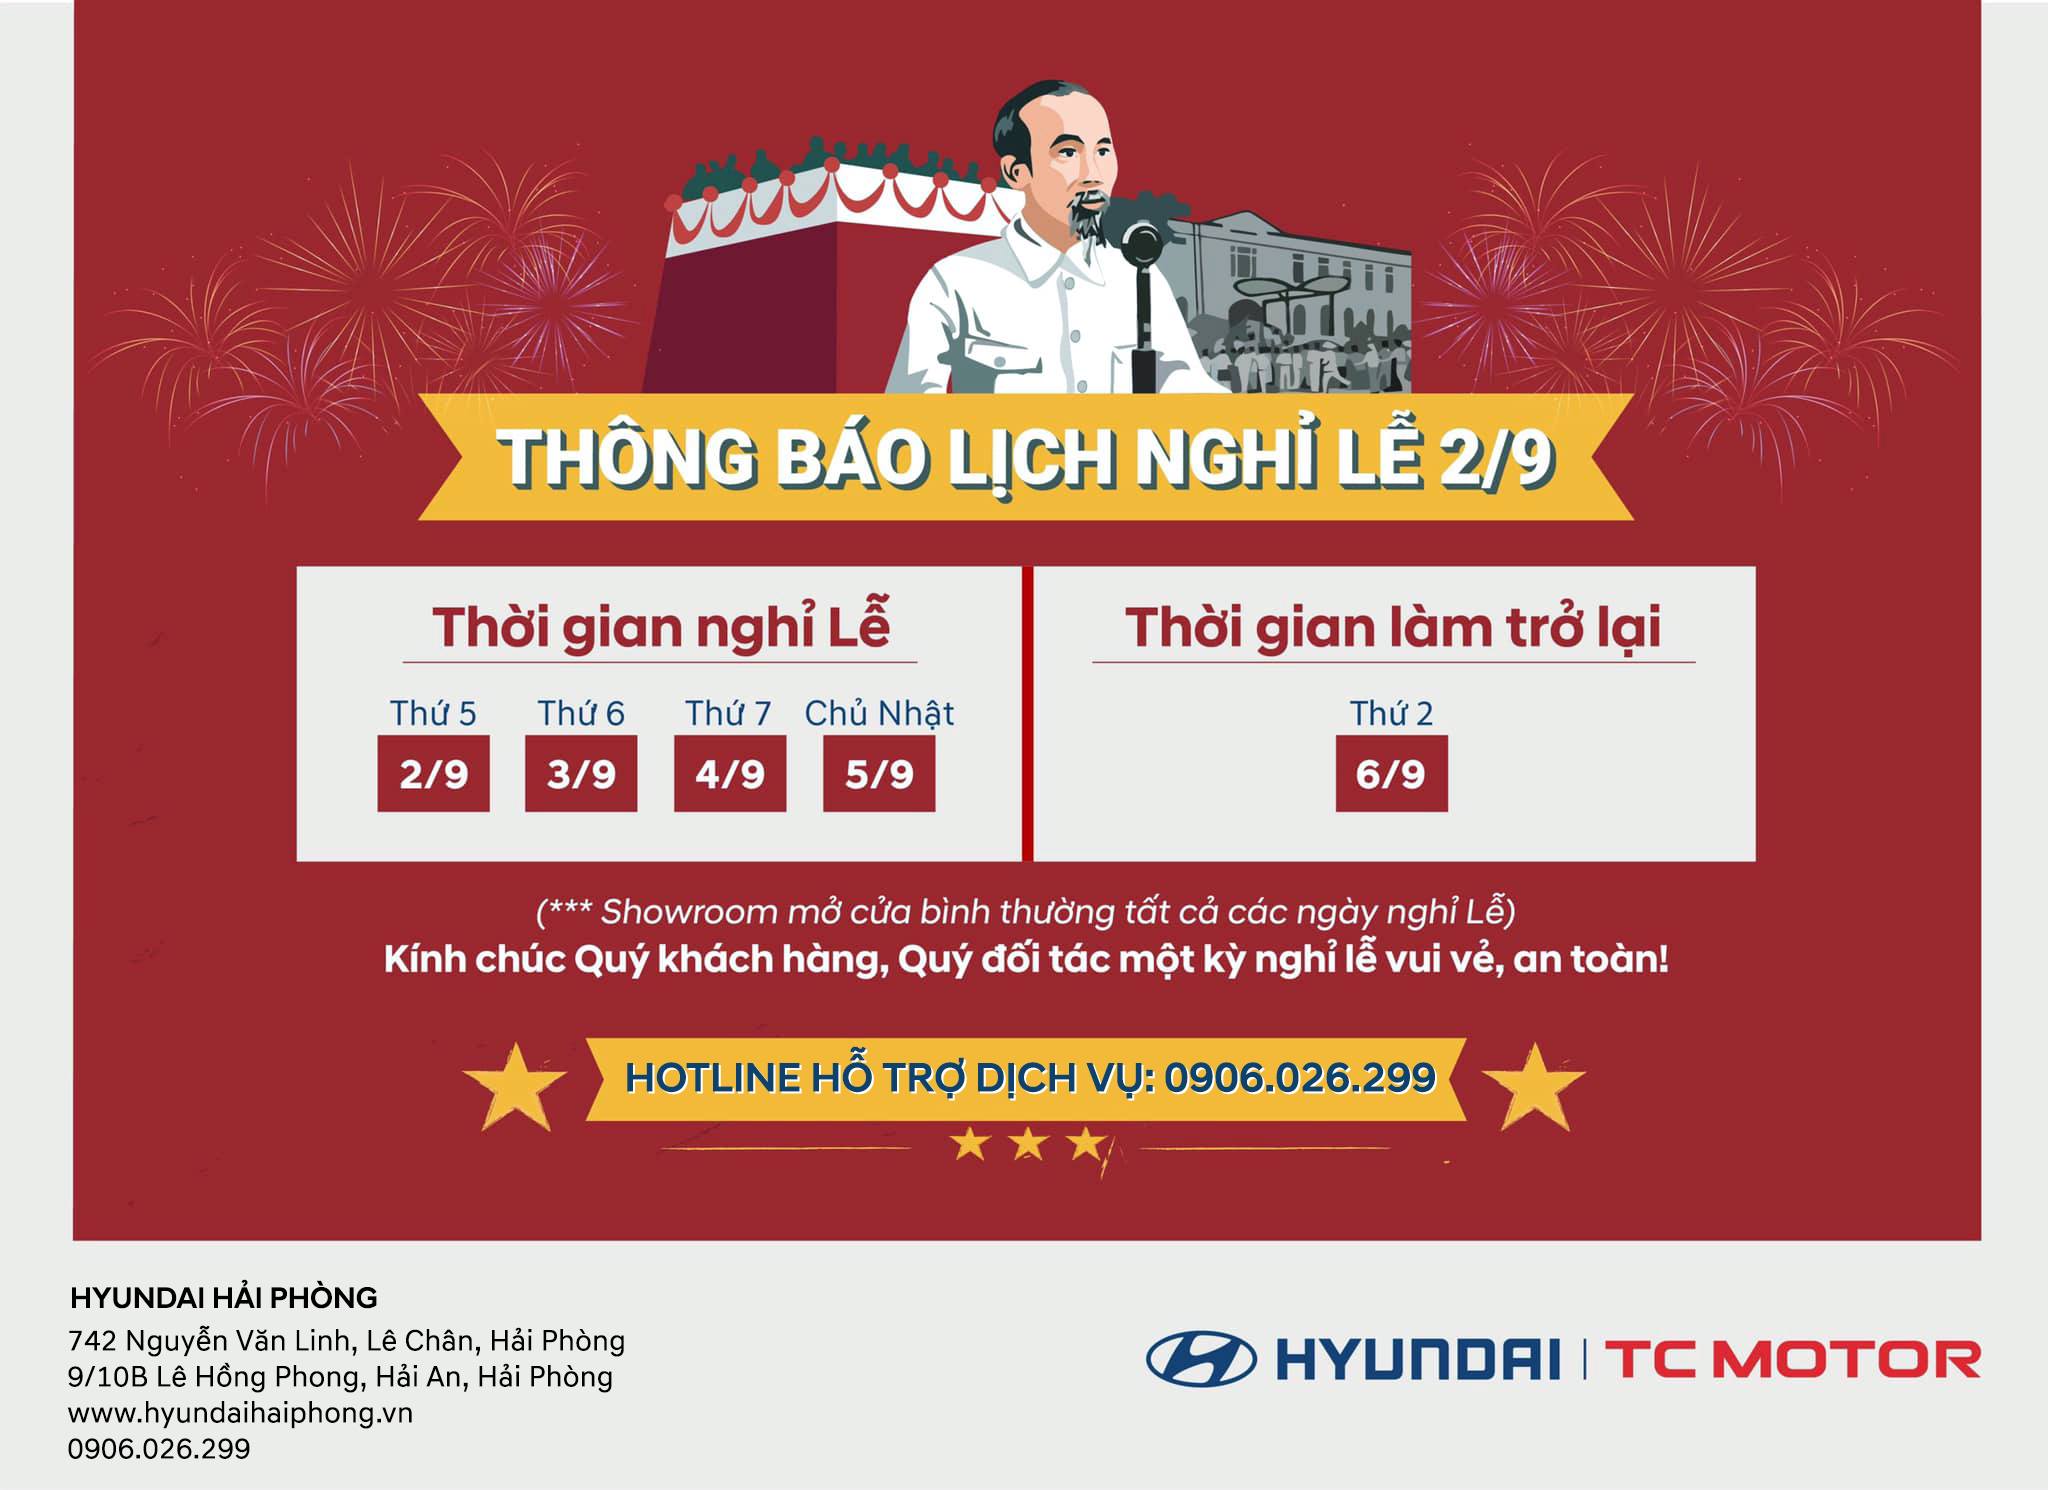 THÔNG BÁO LỊCH NGHỈ LỄ 2/9
Thời gian nghỉ Lễ
Thứ 5 Thứ 6 Thứ 7 Chủ Nhật
2/9 3/9 4/9 5/9
Thời gian làm trở lại
Thứ 2
6/9
(*** Showroom mở cửa bình thường tất cả các ngày nghỉ Lễ)
Kính chúc Quý khách hàng, Quý đối tác một kỳ nghỉ lễ vui vẻ, an toàn!
HOTLINE HỖ TRỢ DỊCH VỤ: 0906.026.299
HYUNDAI HẢI PHÒNG
742 Nguyễn Văn Linh, Lê Chân, Hải Phòng
9/10B Lê Hồng Phong, Hải An, Hải Phòng
www.hyundaihaiphong.vn
0906.026.299
HYUNDAI | TC MOTOR